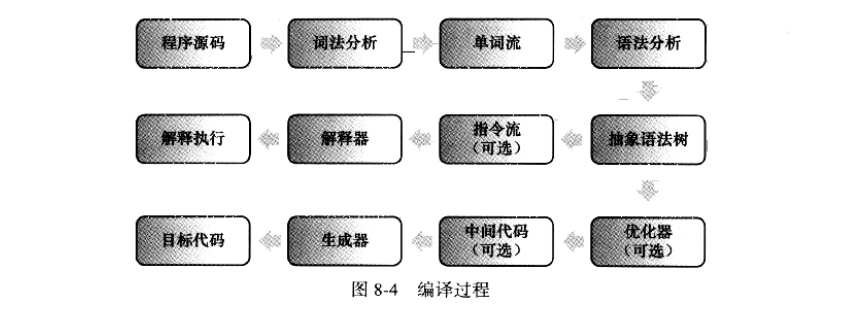 程序源码
词法分析
单词流
语法分析
解释执行
解释器
指令流
（可选）
抽象语法树
目标代码
生成器
中间代码
（可选）
优化器
（可选）
图 8-4 编译过程